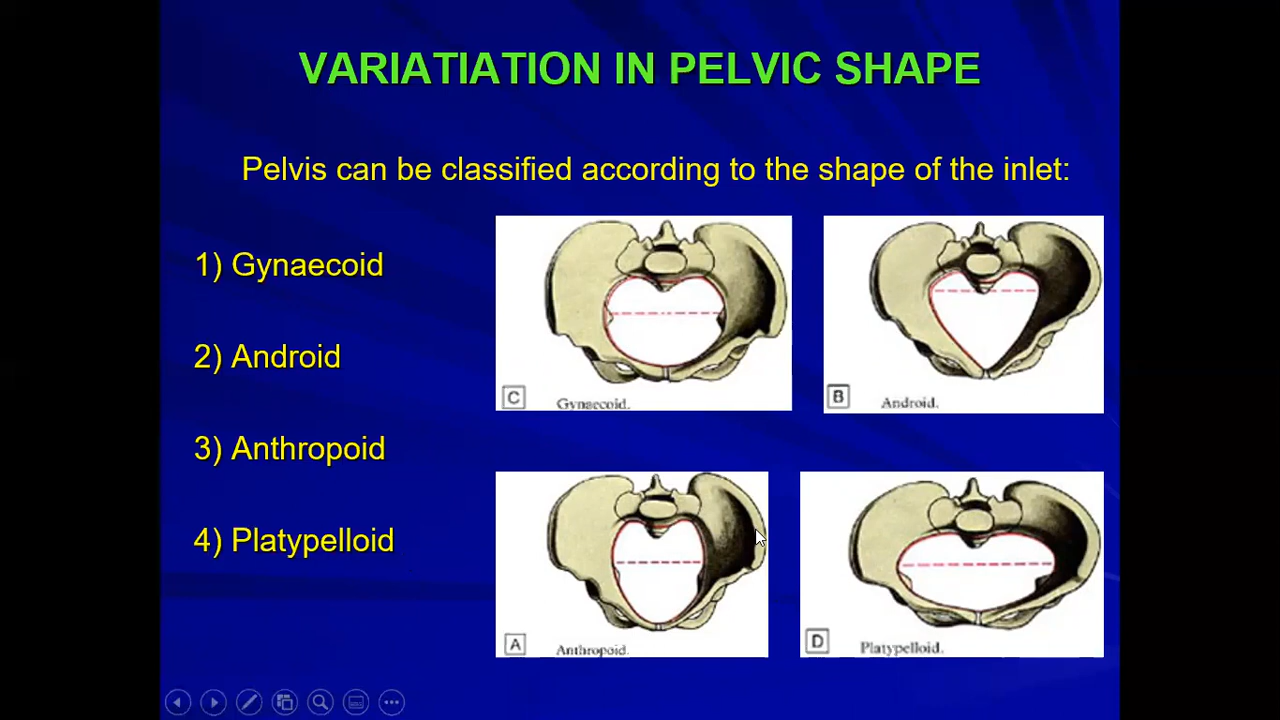 VARIATIATION IN PELVIC SHAPE
Pelvis can be classified according to the shape of the inlet:
1) Gynaecoid
2) Android
3) Anthropoid
4) Platypelloid
C Gynaecoid.
B Android.
A Anthropoid.
D Platypelloid.